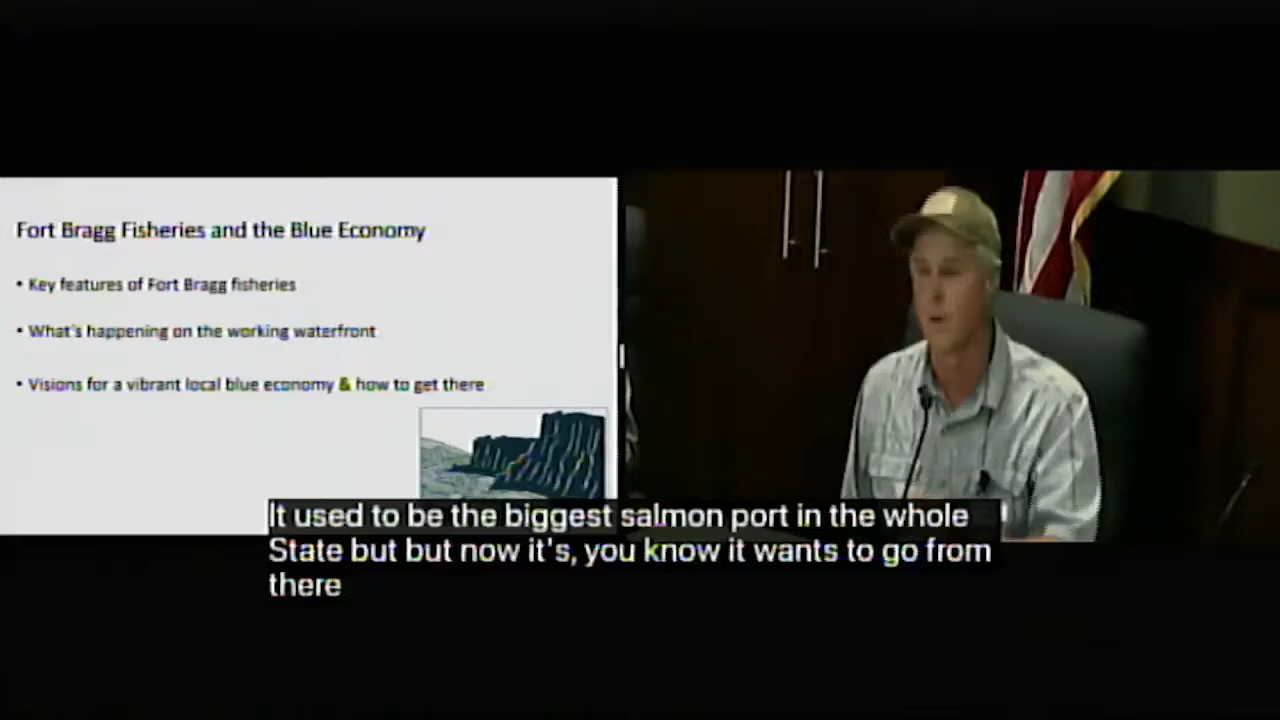 Fort Bragg Fisheries and the Blue Economy
• Key features of Fort Bragg fisheries
• What's happening on the working waterfront
• Visions for a vibrant local blue economy & how to get there
It used to be the biggest salmon port in the whole
State but but now it's, you know it wants to go from
there